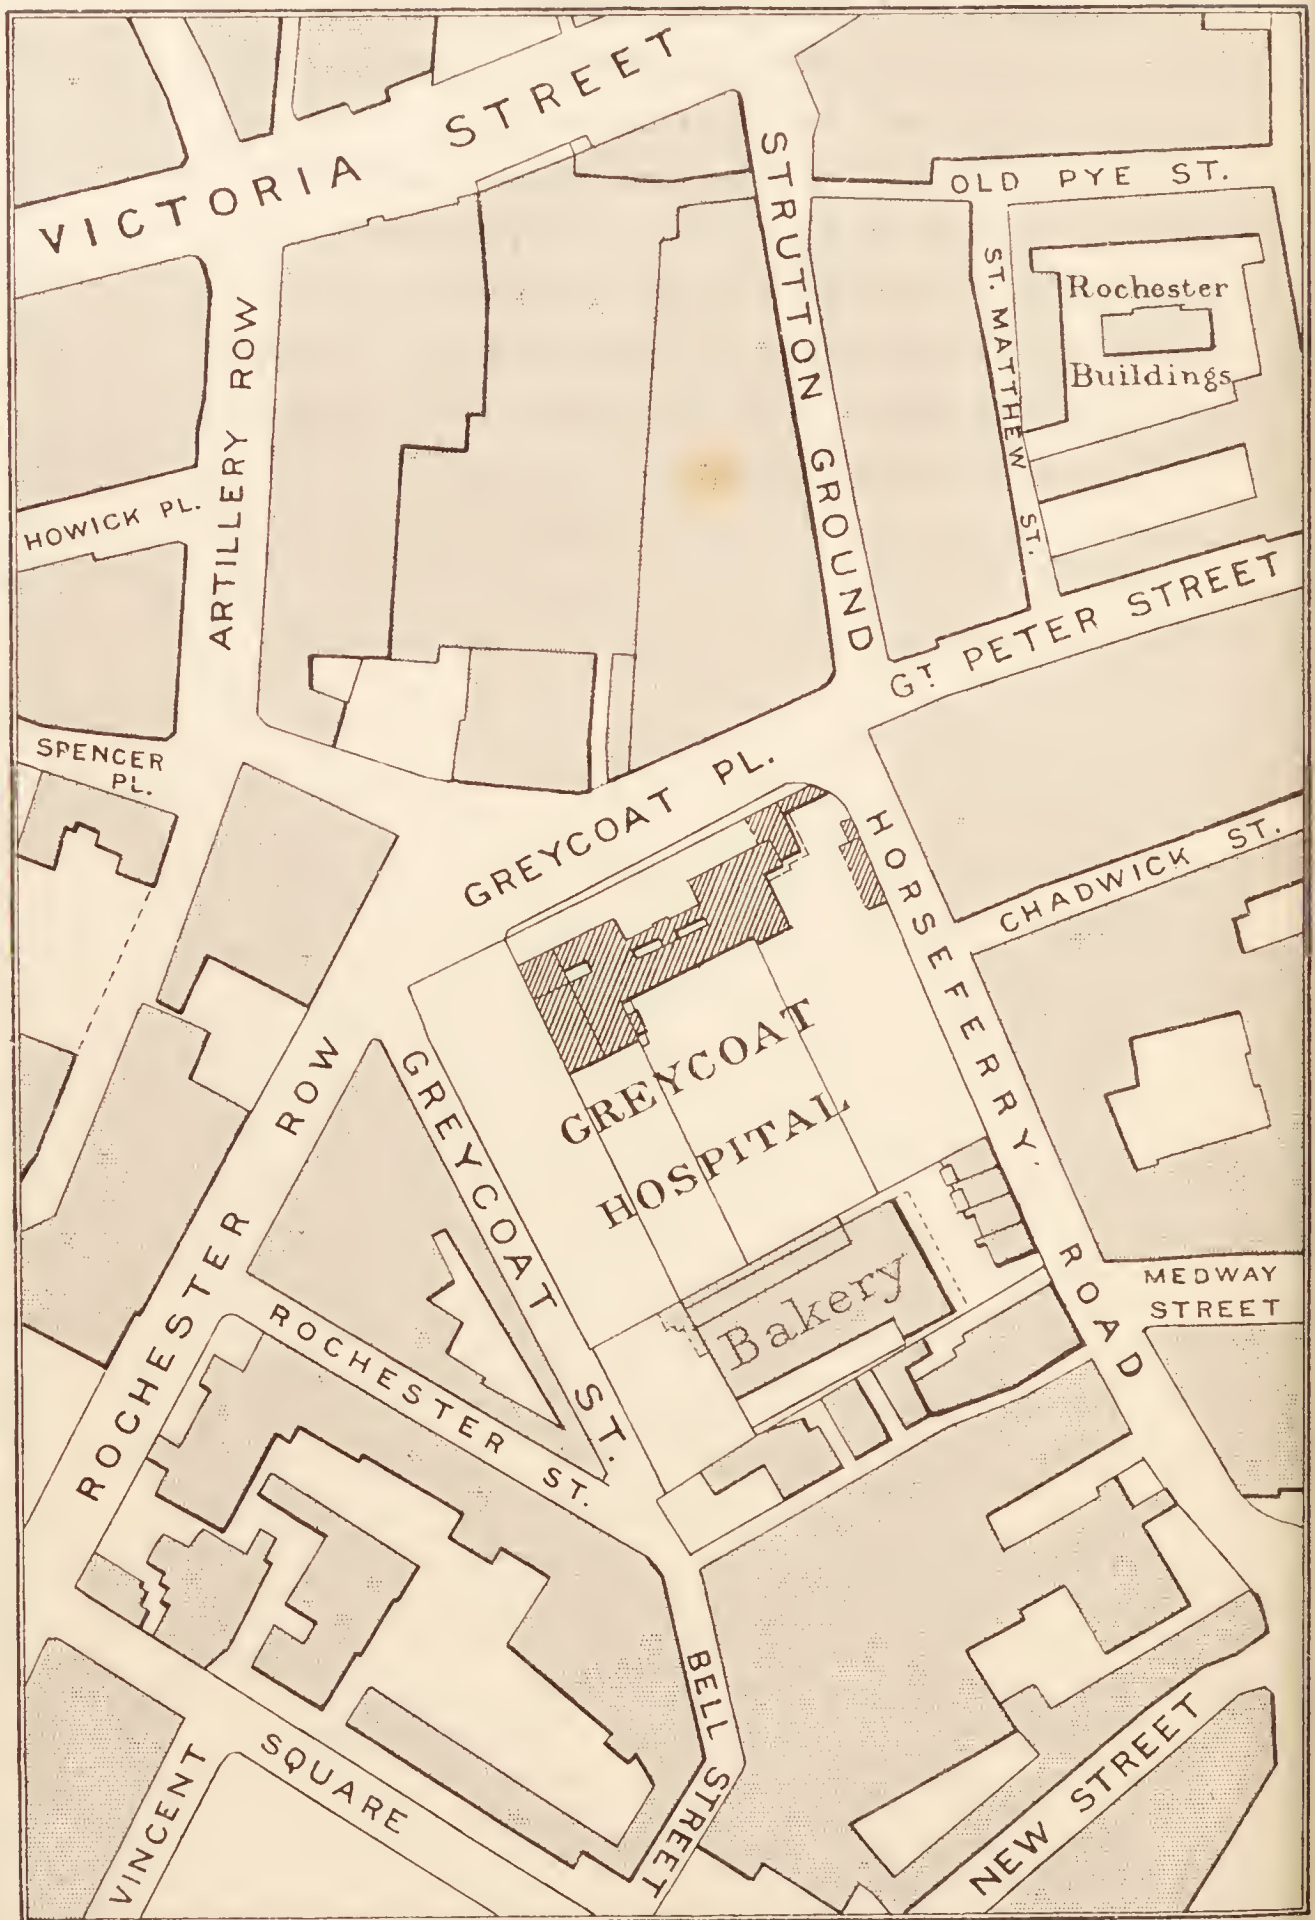 VICTORIA STREET
STRUTTON GROUND
OLD PYE ST.
ST. MATTHEW ST.
Rochester
Buildings
ARTILLERY ROW
HOWICK PL.
GT PETER STREET
SPENCER
PL.
GREYCOAT PL.
HORSEFERRY. ROAD
CHADWICK ST.
GREYCOAT
HOSPITAL
ROCHESTER ROW
GREYCOAT ST.
Bakery
MEDWAY
STREET
ROCHESTER ST.
BELL STREET
VINCENT SQUARE
NEW STREET